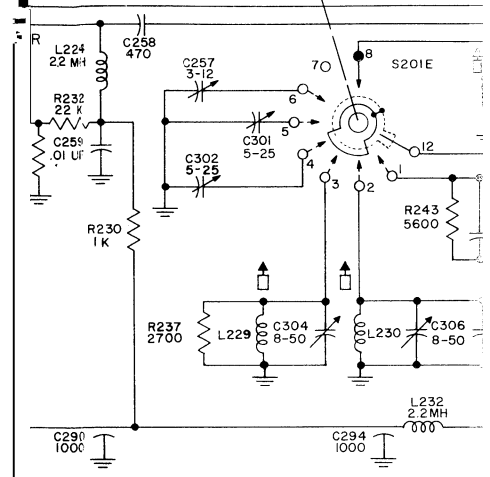 R
L224
2.2 MH
C258
470
C257
3-12
7
8
S201E
6
R232
22 K
5
C301
5-25
C259
.01 UF
C302
5-25
4
12
3
2
1
R243
5600
R230
1K
R237
2700
L229
C304
8-50
L230
C306
8-50
L232
2.2MH
C290
1000
C294
1000